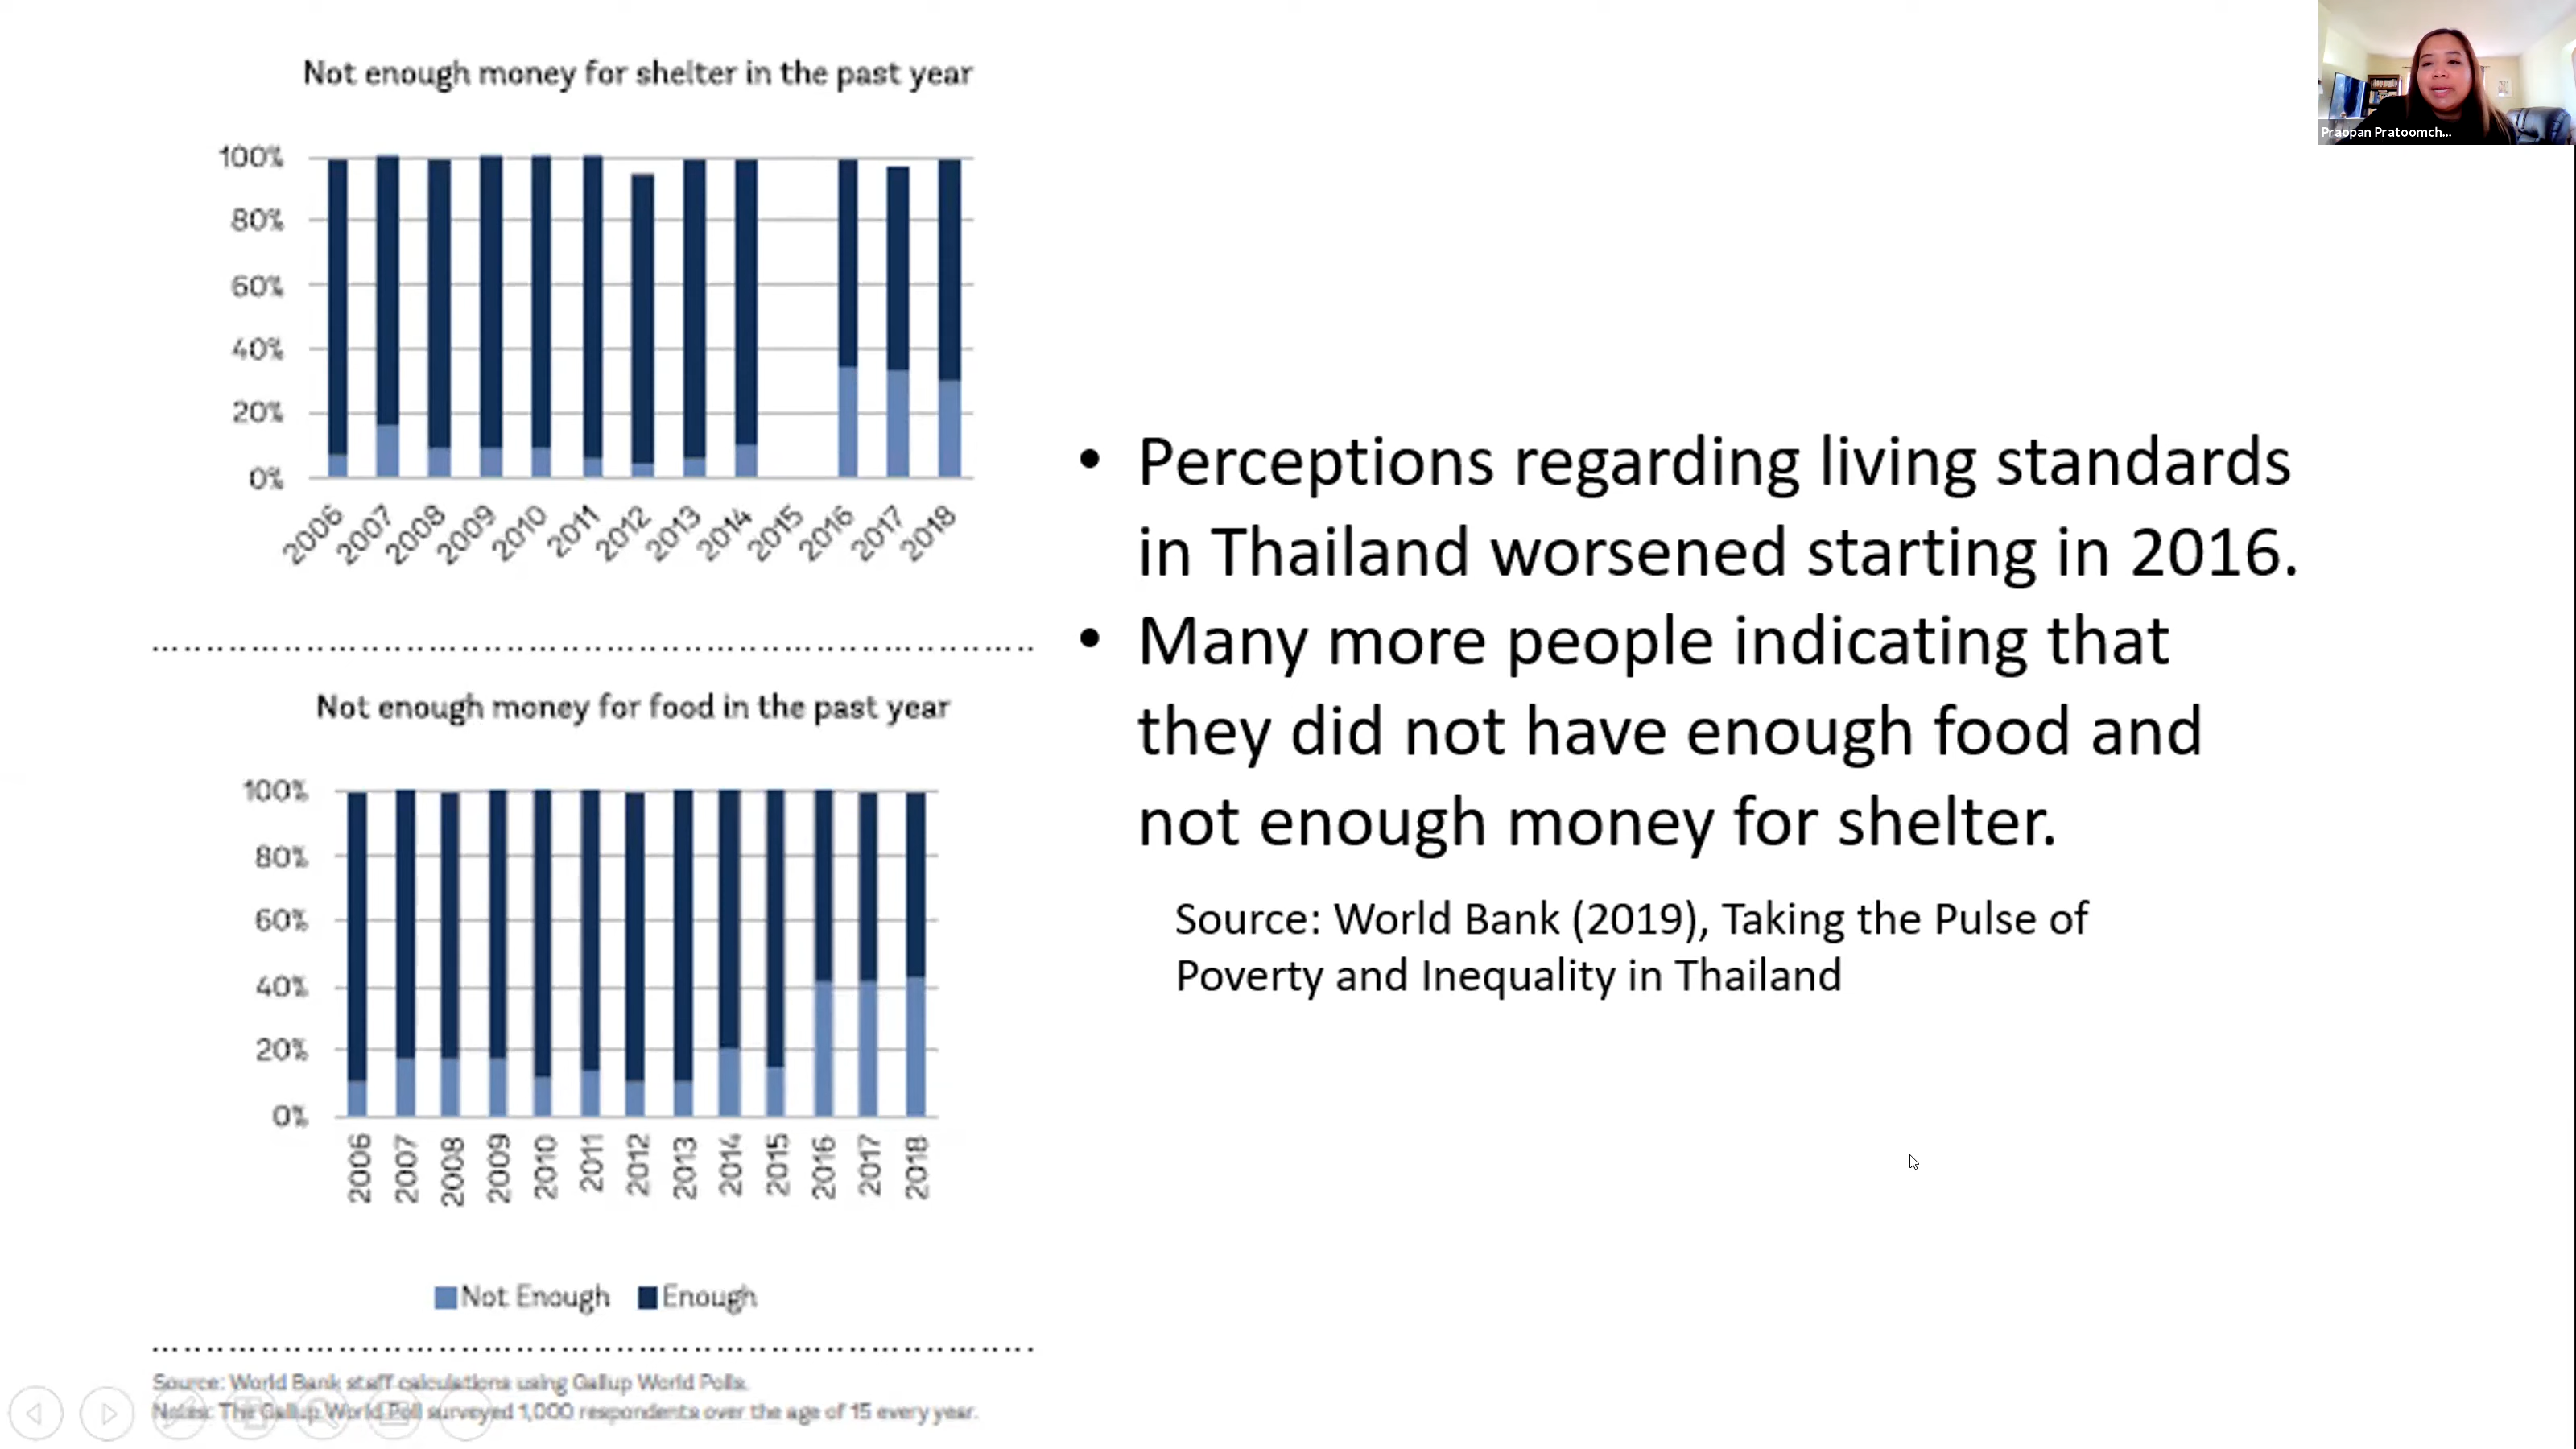 Not enough money for shelter in the past year
100%
80%
60%
40%
20%
0%
2006 2007 2008 2009 2010 2011 2012 2013 2014 2015 2016 2017 2018
Not enough money for food in the past year
100%
80%
60%
40%
20%
0%
2006 2007 2008 2009 2010 2011 2012 2013 2014 2015 2016 2017 2018
Not Enough Enough
Source: World Bank staff calculations using Gallup World Polls.
Notes: The Gallup World Poll surveyed 1,000 respondents over the age of 15 every year.
• Perceptions regarding living standards
in Thailand worsened starting in 2016.
• Many more people indicating that
they did not have enough food and
not enough money for shelter.
Source: World Bank (2019), Taking the Pulse of
Poverty and Inequality in Thailand
Praopan Pratoomch...